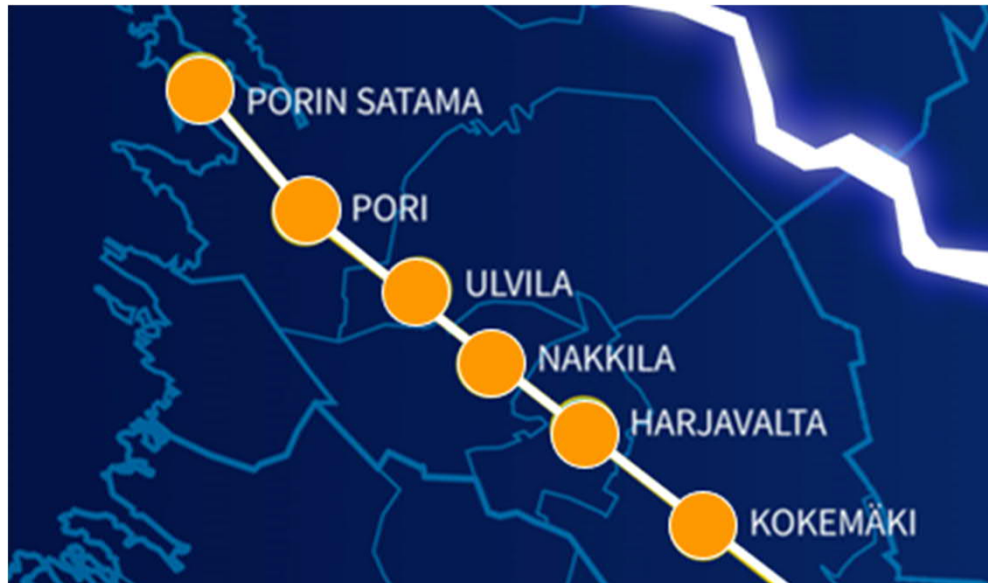 PORIN SATAMA
PORI
ULVILA
NAKKILA
HARJAVALTA
KOKEMÄKI